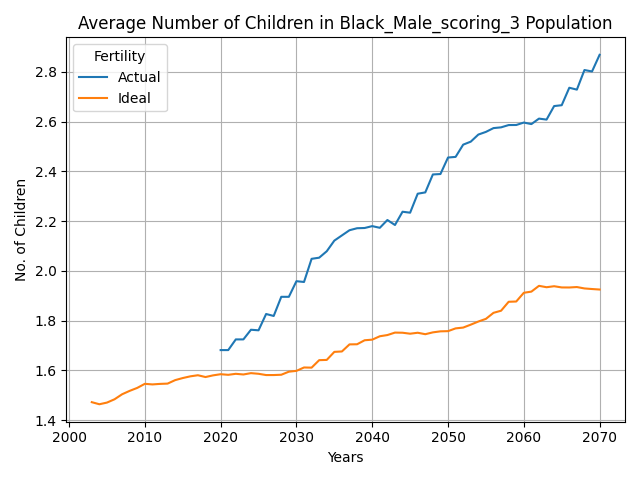 Average Number of Children in Black_Male_scoring_3 Population
Fertility
Actual
Ideal
No. of Children
2.8
2.6
2.4
2.2
2.0
1.8
1.6
1.4
2000 2010 2020 2030 2040 2050 2060 2070
Years